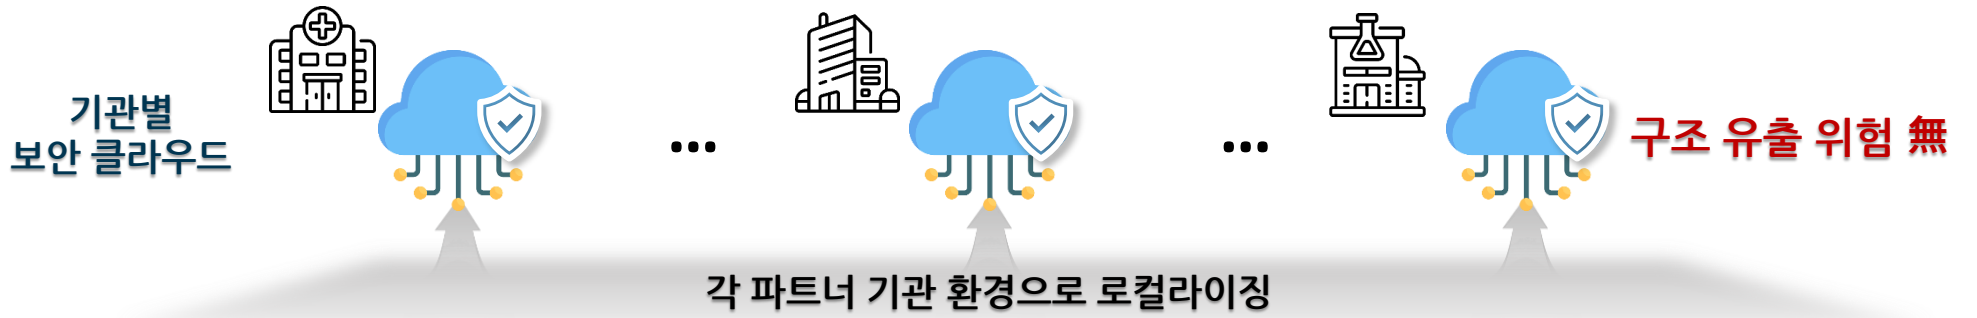 기관별
보안 클라우드
...
...
구조 유출 위험 無
각 파트너 기관 환경으로 로컬라이징